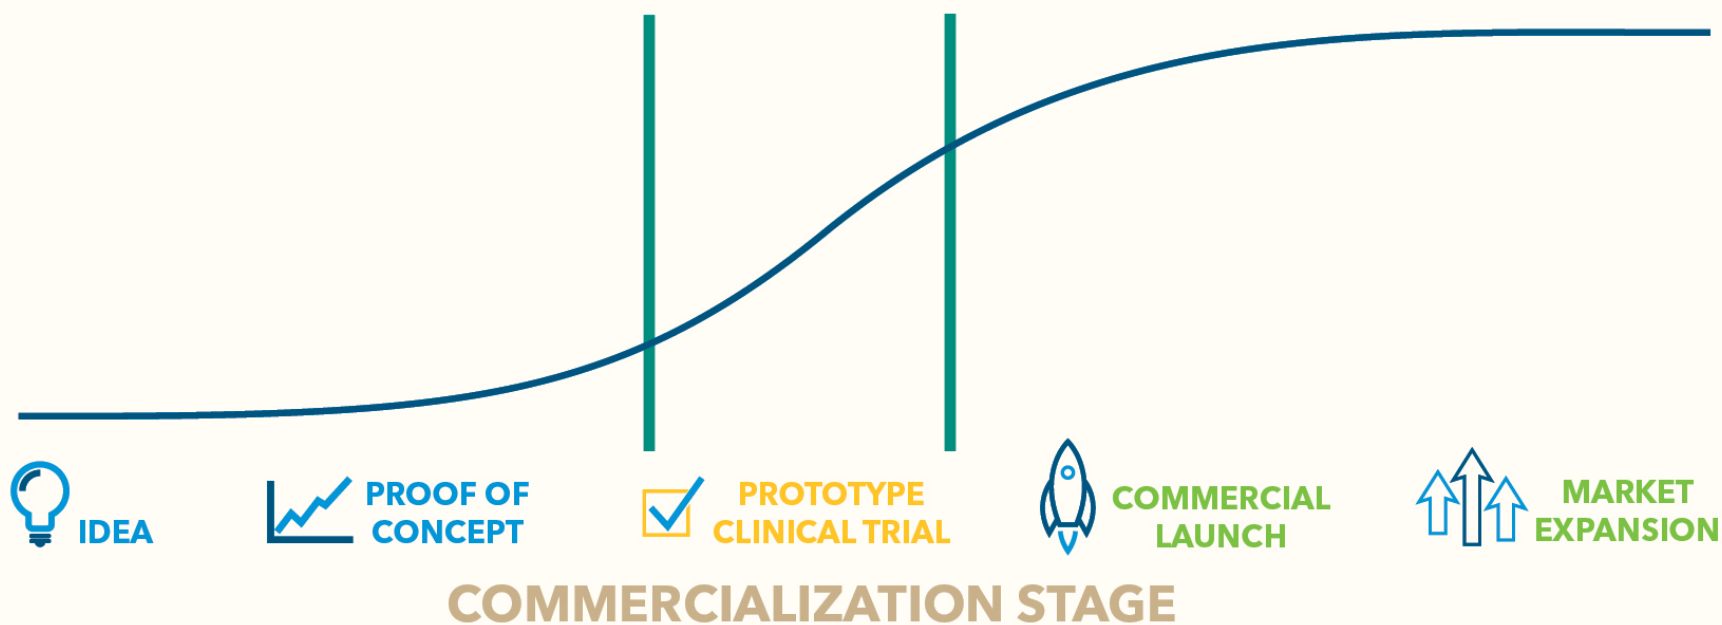 IDEA
PROOF OF
CONCEPT
PROTOTYPE
CLINICAL TRIAL
COMMERCIAL
LAUNCH
MARKET
EXPANSION
COMMERCIALIZATION STAGE